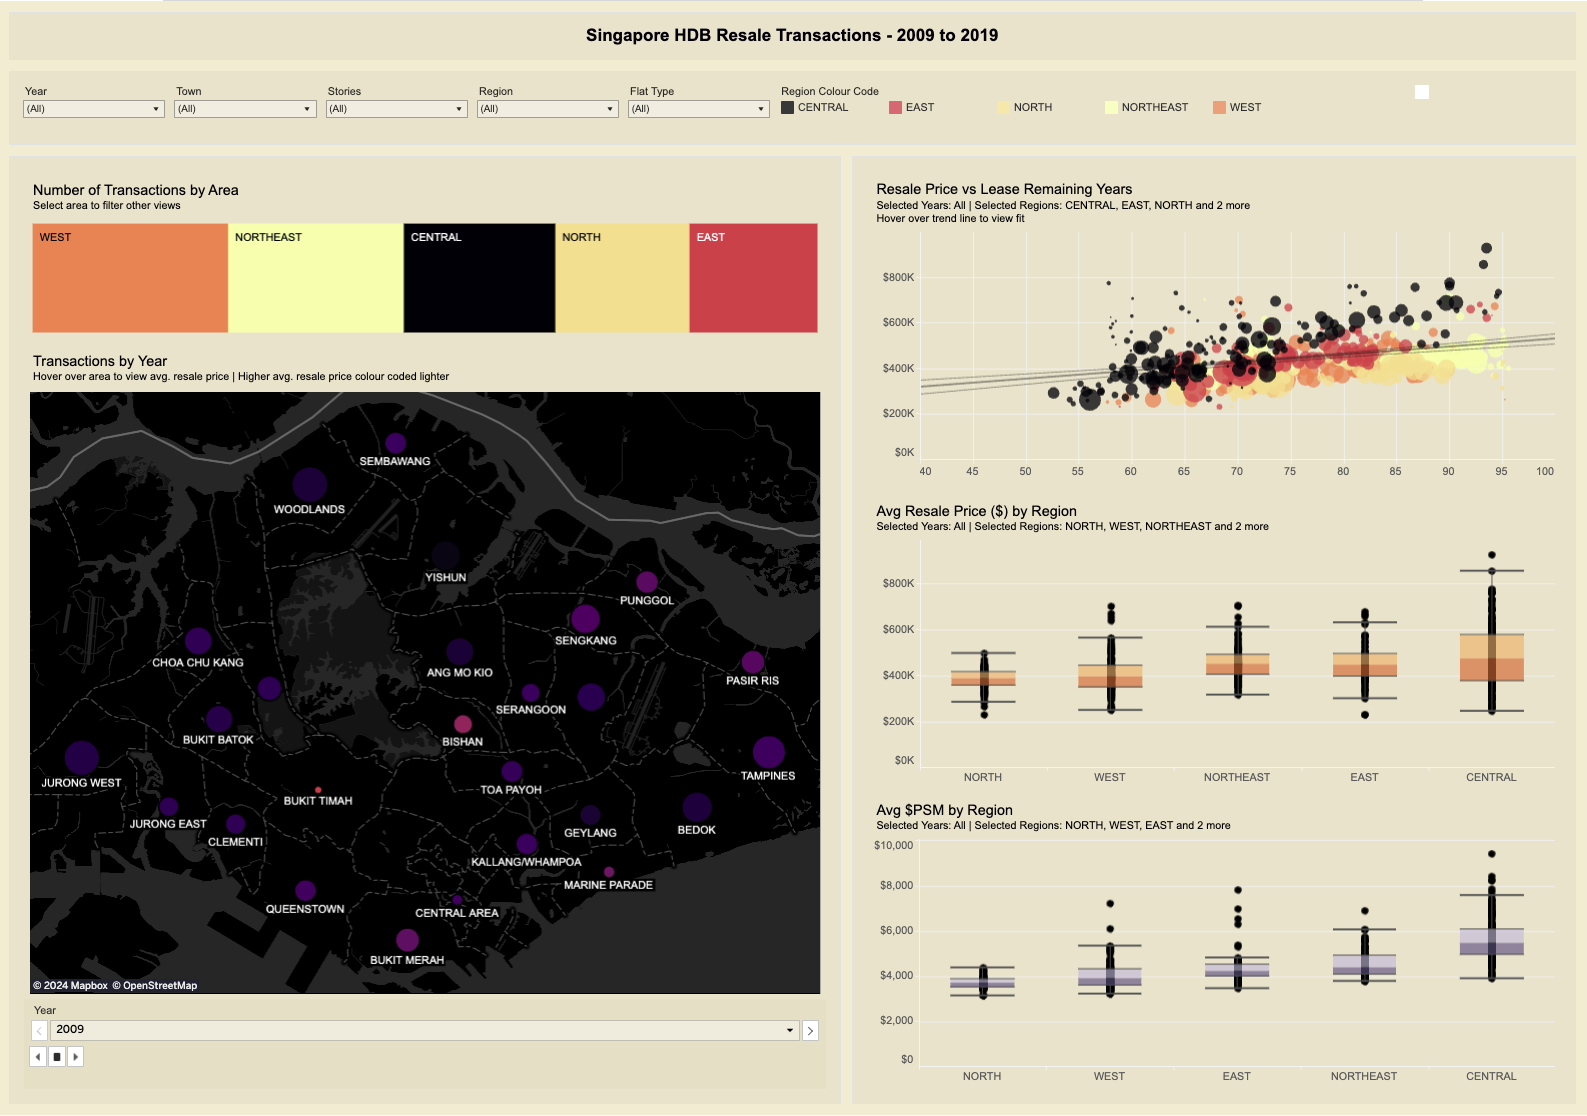 Singapore HDB Resale Transactions - 2009 to 2019
Year
Town
Stories
Region
Flat Type
Region Colour Code
(All)
(All)
(All)
(All)
(All)
CENTRAL
EAST
NORTH
NORTHEAST
WEST
Number of Transactions by Area
Select area to filter other views
WEST
NORTHEAST
CENTRAL
NORTH
EAST
Transactions by Year
Hover over area to view avg. resale price | Higher avg. resale price colour coded lighter
SEMBAWANG
WOODLANDS
YISHUN
PUNGGOL
SENGKANG
CHOA CHU KANG
ANG MO KIO
PASIR RIS
SERANGOON
BUKIT BATOK
BISHAN
JURONG WEST
TAMPINES
TOA PAYOH
BUKIT TIMAH
JURONG EAST
GEYLANG
BEDOK
CLEMENTI
KALLANG/WHAMPOA
MARINE PARADE
QUEENSTOWN
CENTRAL AREA
BUKIT MERAH
© 2024 Mapbox © OpenStreetMap
Year
2009
Resale Price vs Lease Remaining Years
Selected Years: All | Selected Regions: CENTRAL, EAST, NORTH and 2 more
Hover over trend line to view fit
$800K
$600K
$400K
$200K
$0K
40 45 50 55 60 65 70 75 80 85 90 95 100
Avg Resale Price ($) by Region
Selected Years: All | Selected Regions: NORTH, WEST, NORTHEAST and 2 more
$800K
$600K
$400K
$200K
$0K
NORTH WEST NORTHEAST EAST CENTRAL
Avg $PSM by Region
Selected Years: All | Selected Regions: NORTH, WEST, EAST and 2 more
$10,000
$8,000
$6,000
$4,000
$2,000
$0
NORTH WEST EAST NORTHEAST CENTRAL